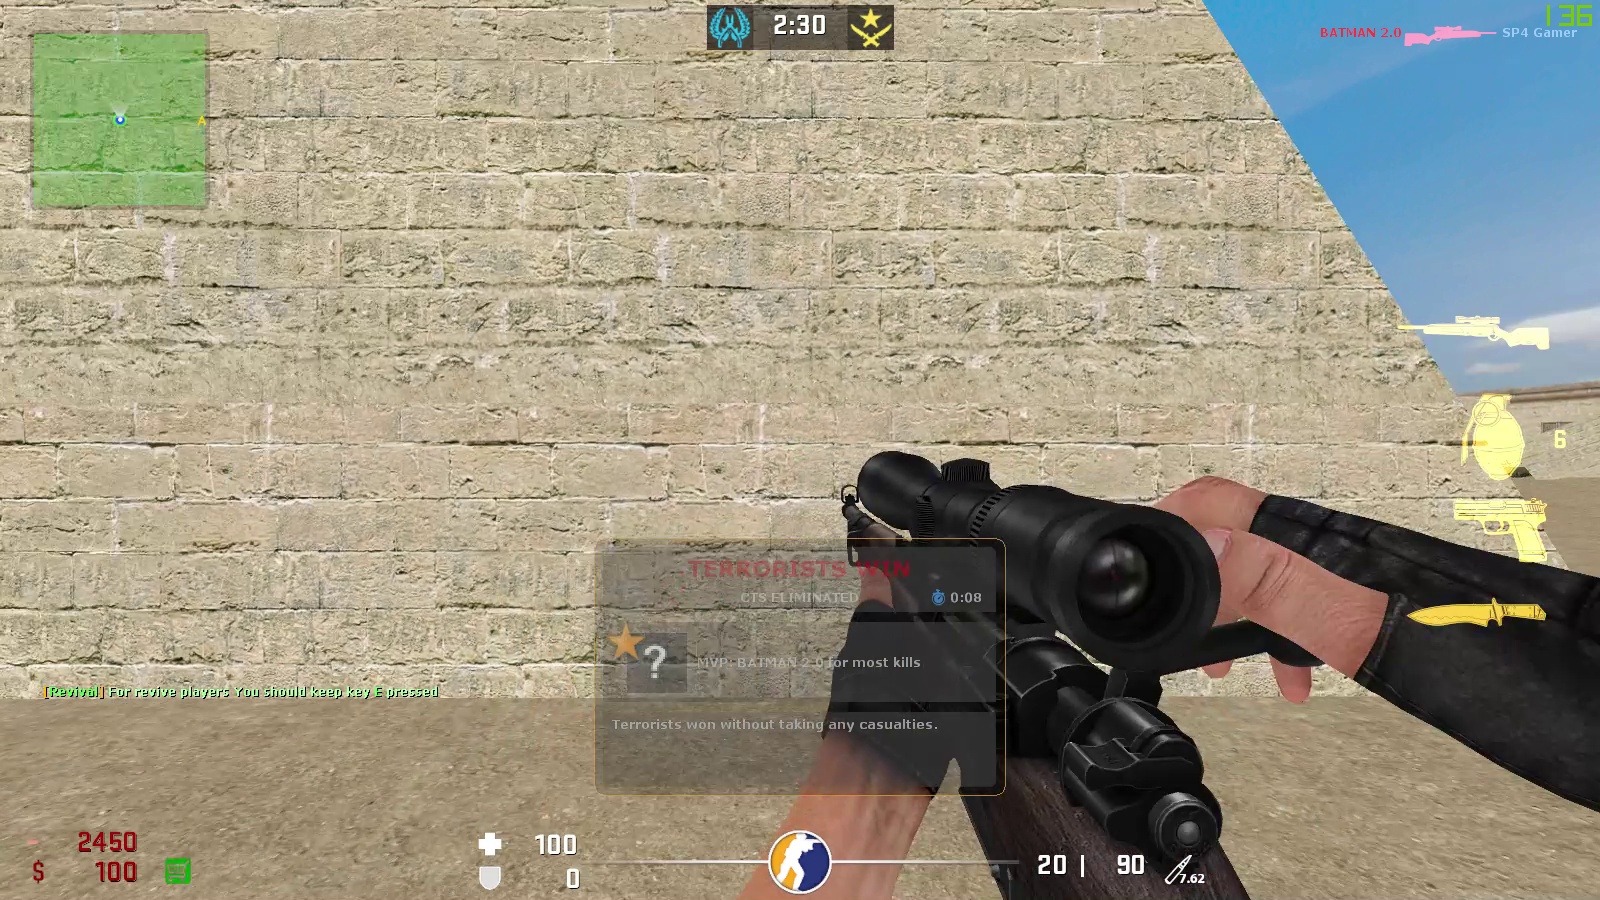 2:30
136
BATMAN 2.0 SP4 Gamer
A
6
TERRORISTS WIN
CTS ELIMINATED
0:08
?
MVP: BATMAN 2.0 for most kills
[Revival] For revive players You should keep key E pressed
Terrorists won without taking any casualties.
- 2450
$ 100
100
0
20 | 90
7.62